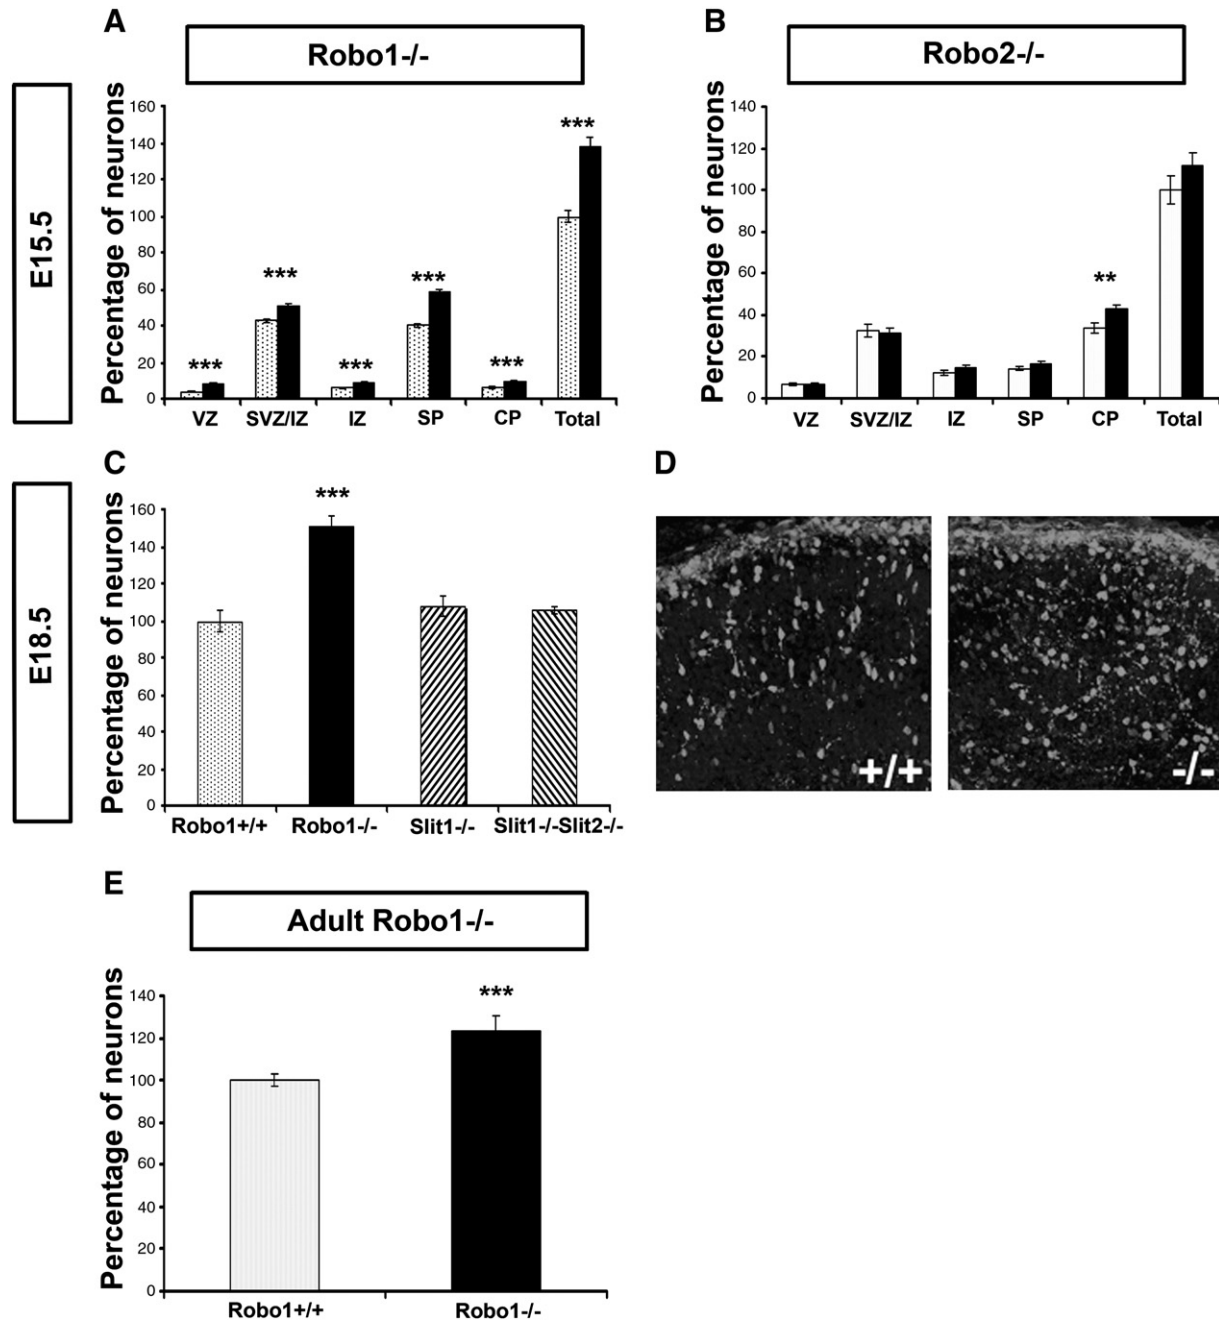 A
B
Robo1-/-
Robo2-/-
E15.5
Percentage of neurons
160
140
120
100
80
60
40
20
0
***
***
***
***
***
***
VZ
SVZ/IZ
IZ
SP
CP
Total
Percentage of neurons
140
120
100
80
60
40
20
0
**
VZ
SVZ/IZ
IZ
SP
CP
Total
C
D
E18.5
Percentage of neurons
160
140
120
100
80
60
40
20
0
***
Robo1+/+
Robo1-/-
Slit1-/-
Slit1-/-Slit2-/-
+/+
-/-
E
Adult Robo1-/-
Percentage of neurons
140
120
100
80
60
40
20
0
***
Robo1+/+
Robo1-/-